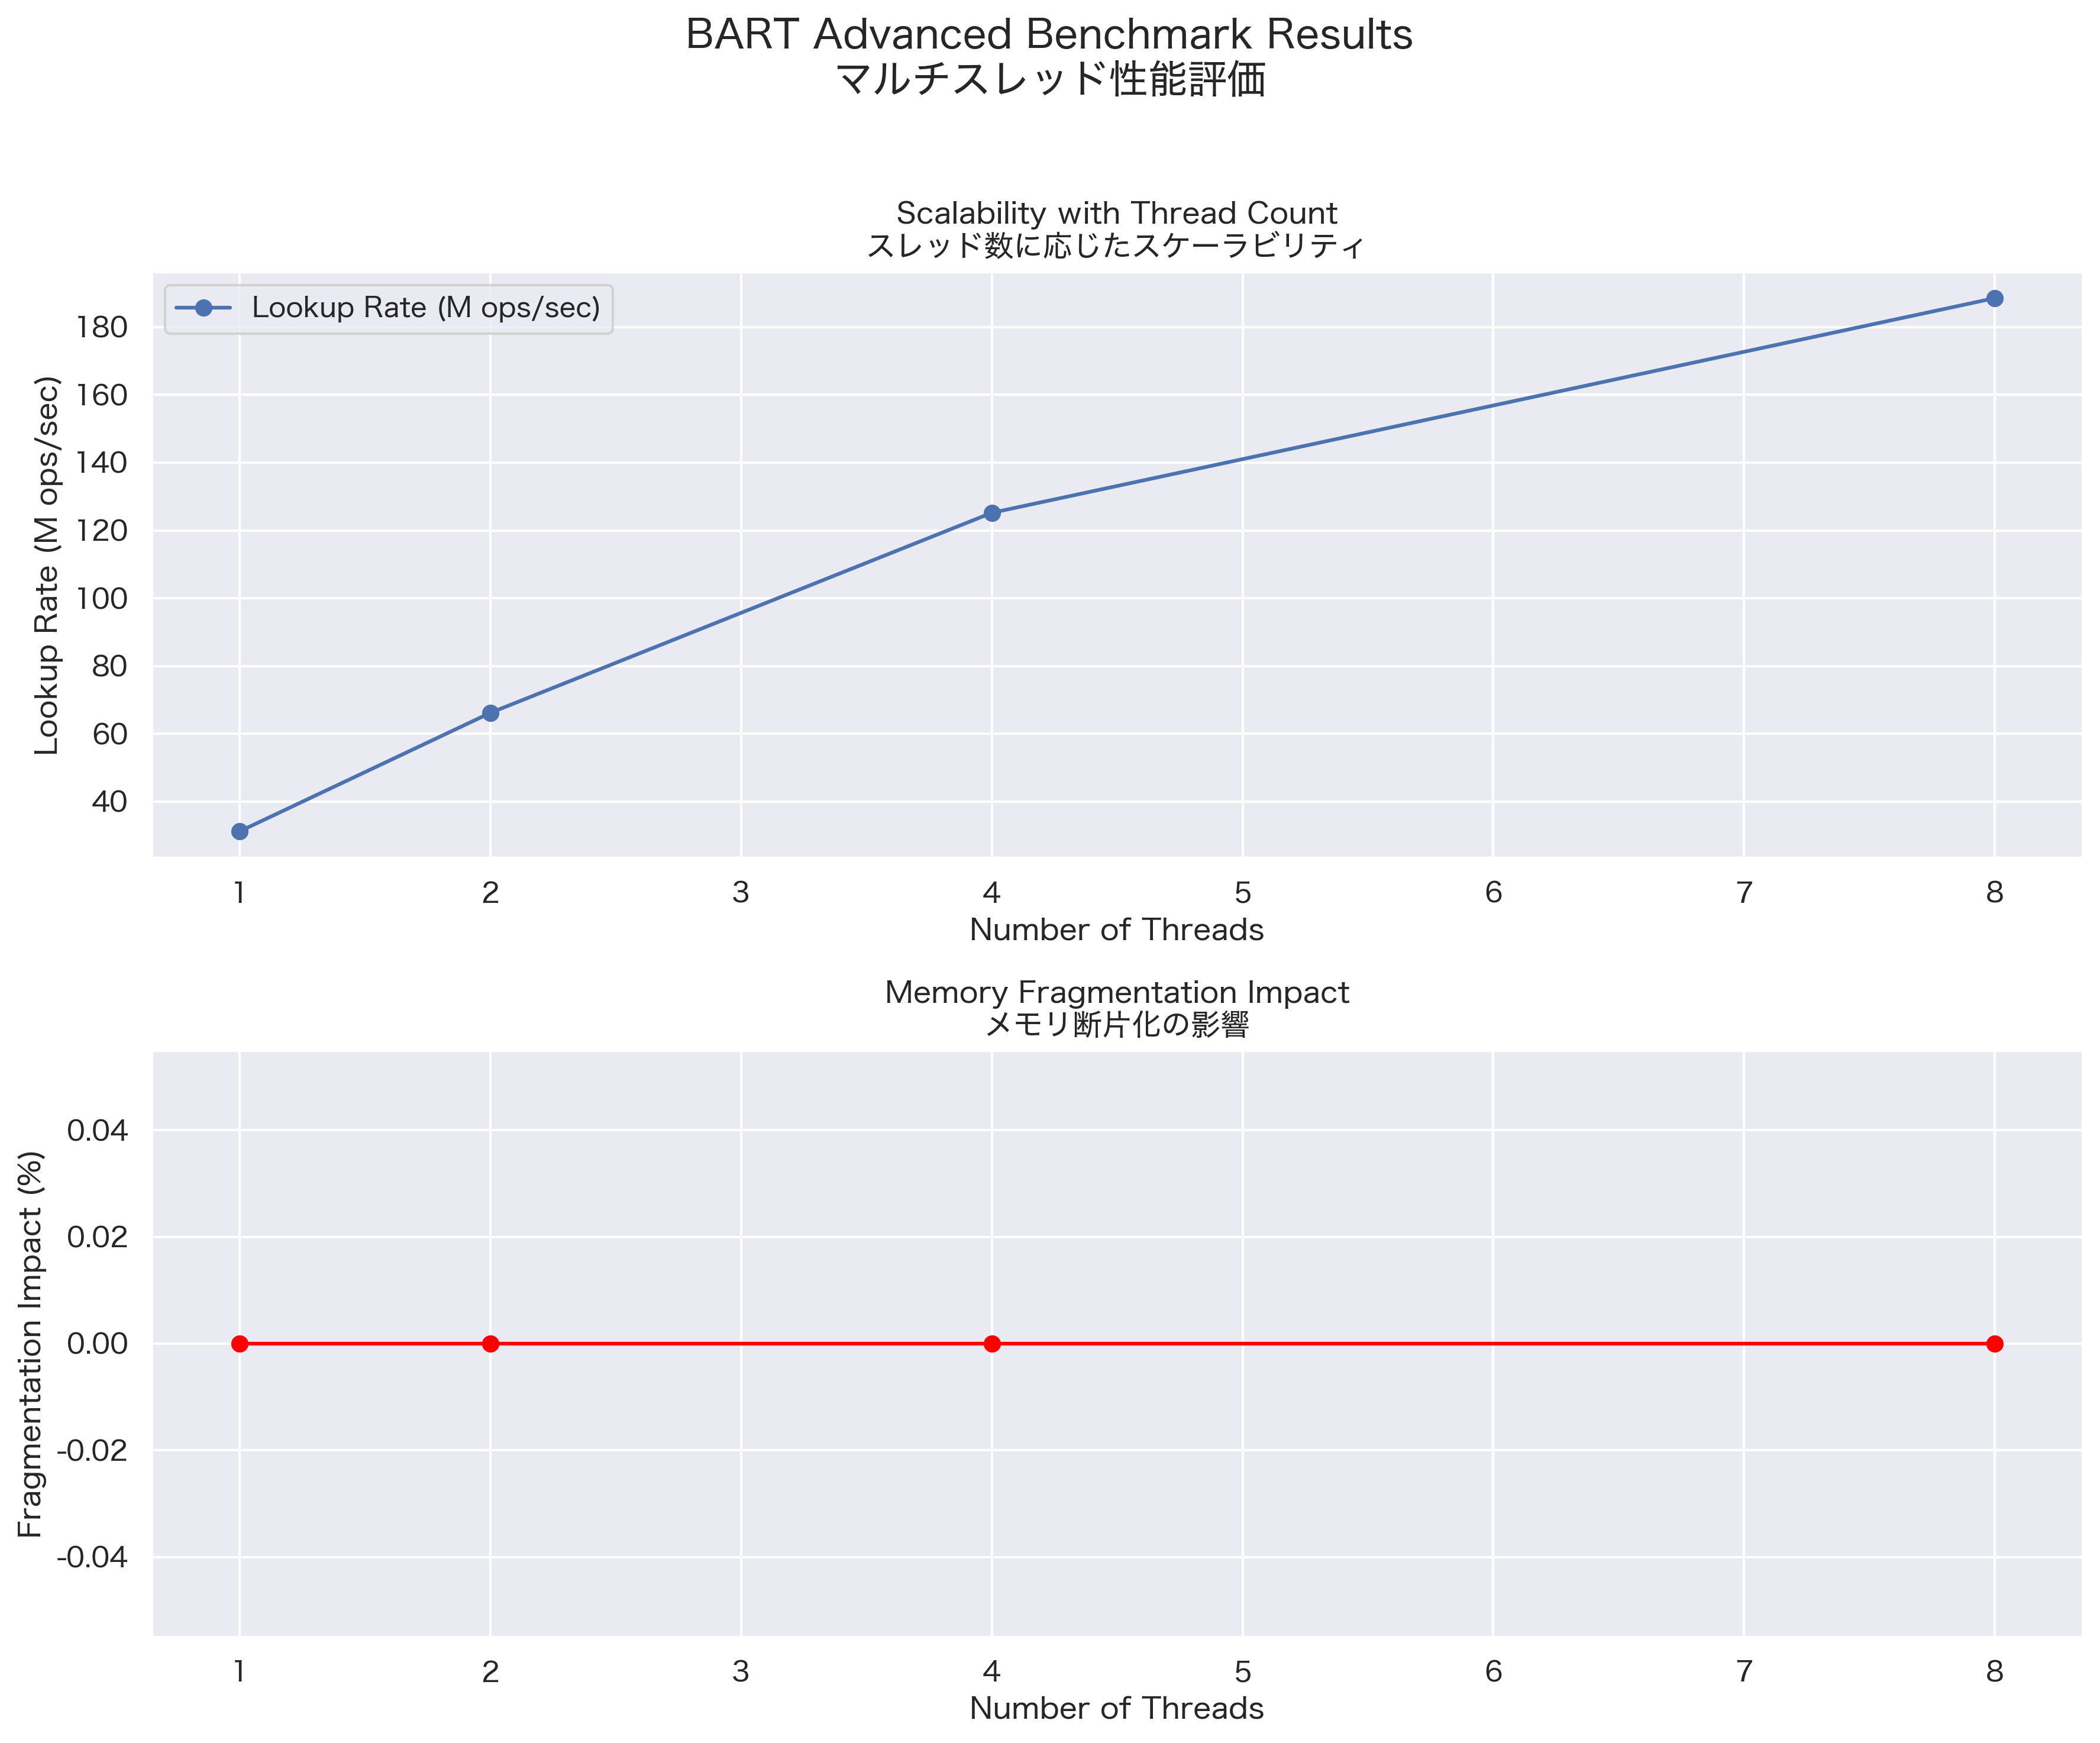 BART Advanced Benchmark Results
マルチスレッド性能評価
Scalability with Thread Count
スレッド数に応じたスケーラビリティ
Lookup Rate (M ops/sec)
Lookup Rate (M ops/sec)
180
160
140
120
100
80
60
40
1 2 3 4 5 6 7 8
Number of Threads
Memory Fragmentation Impact
メモリ断片化の影響
Fragmentation Impact (%)
0.04
0.02
0.00
-0.02
-0.04
1 2 3 4 5 6 7 8
Number of Threads